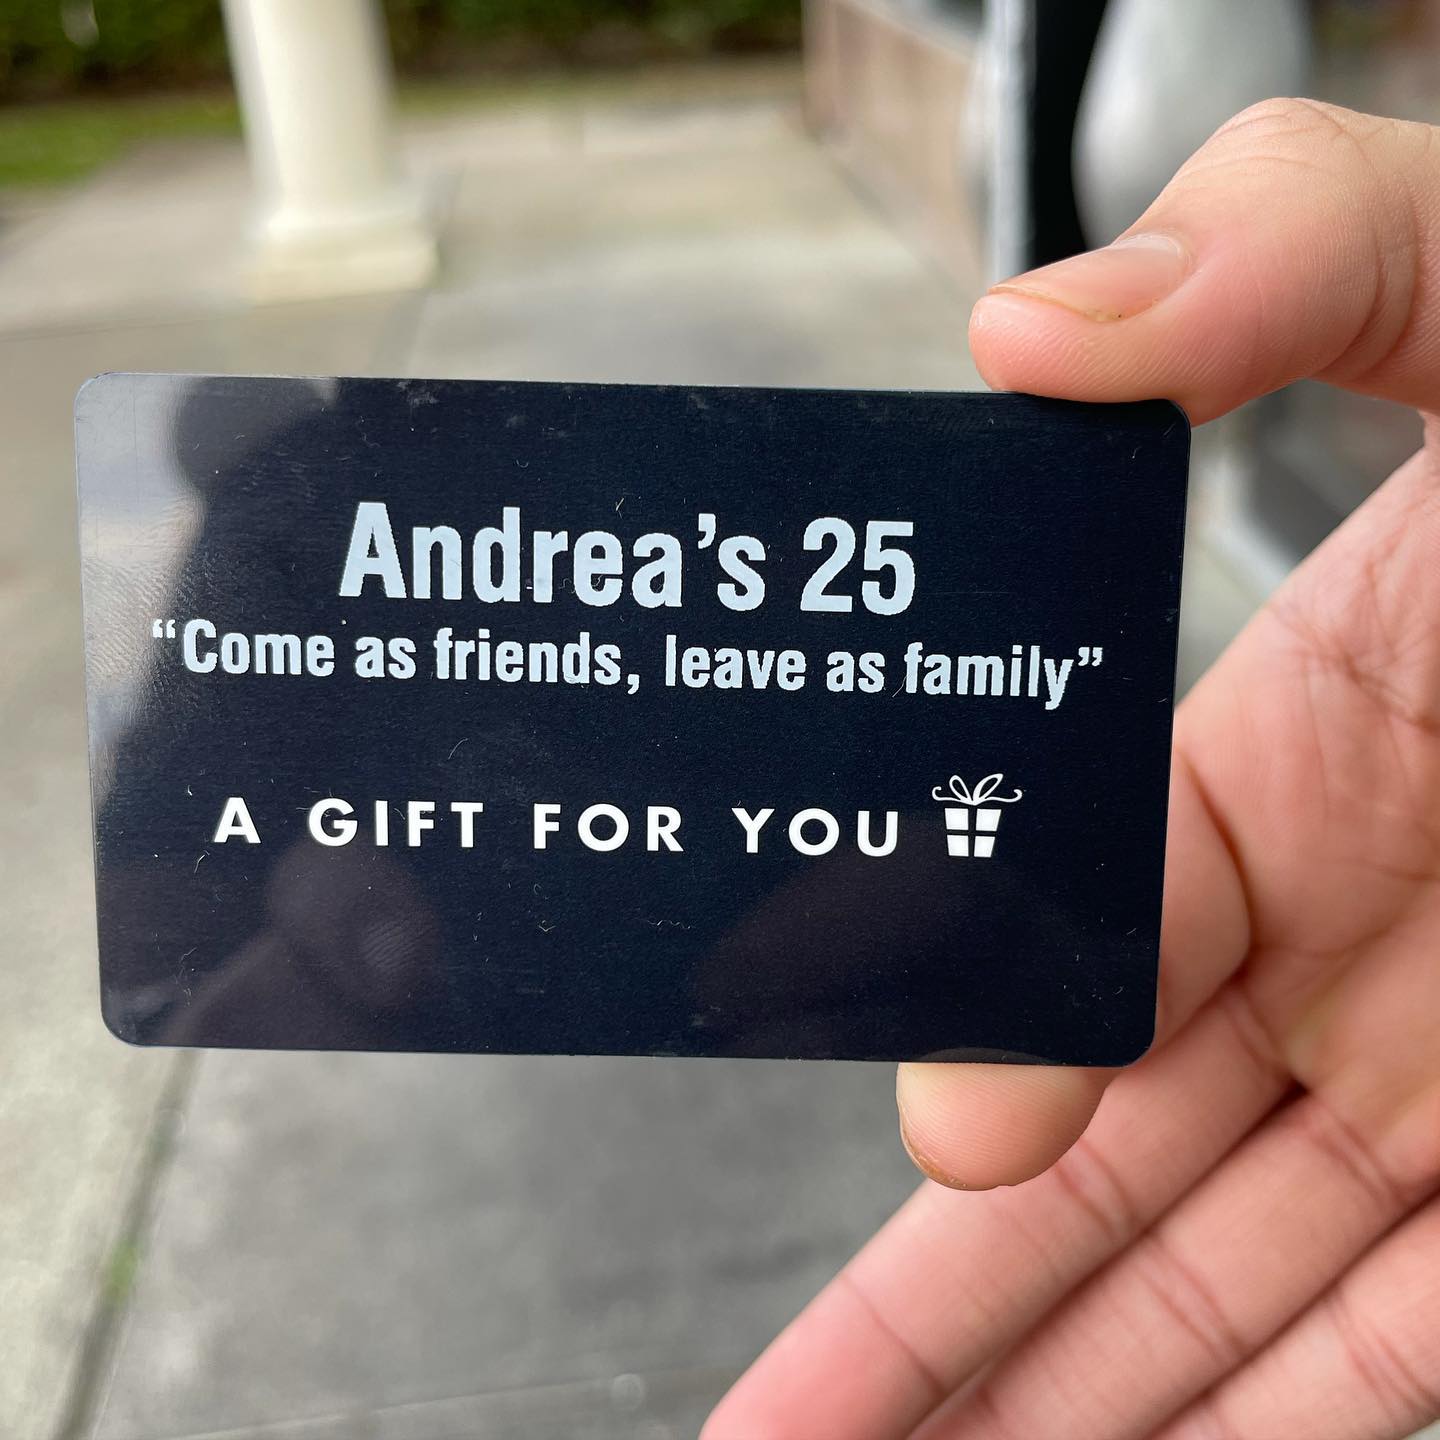 Andrea’s 25
“Come as friends, leave as family”
A GIFT FOR YOU